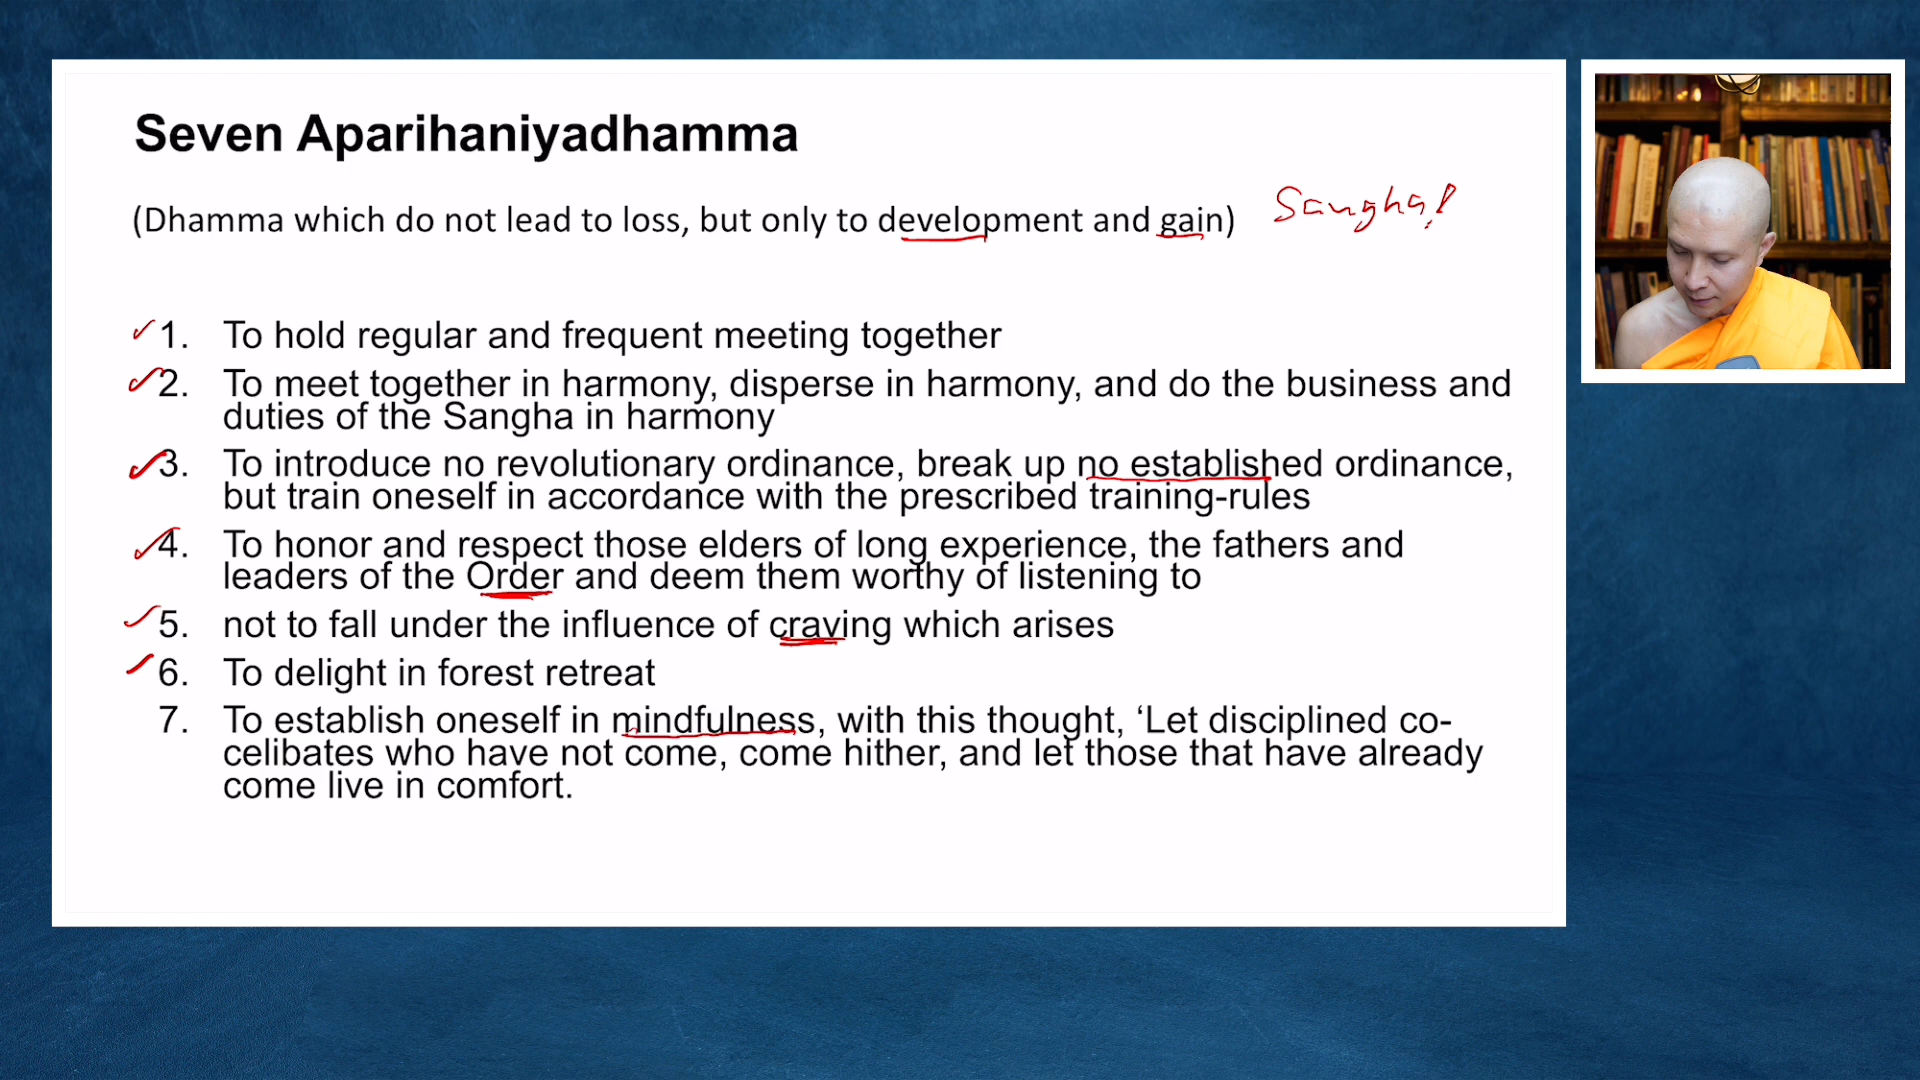 Seven Aparihaniyadhamma
(Dhamma which do not lead to loss, but only to development and gain) Sangha!
1. To hold regular and frequent meeting together
2. To meet together in harmony, disperse in harmony, and do the business and
duties of the Sangha in harmony
3. To introduce no revolutionary ordinance, break up no established ordinance,
but train oneself in accordance with the prescribed training-rules
4. To honor and respect those elders of long experience, the fathers and
leaders of the Order and deem them worthy of listening to
5. not to fall under the influence of craving which arises
6. To delight in forest retreat
7. To establish oneself in mindfulness, with this thought, ‘Let disciplined co-
celibates who have not come, come hither, and let those that have already
come live in comfort.